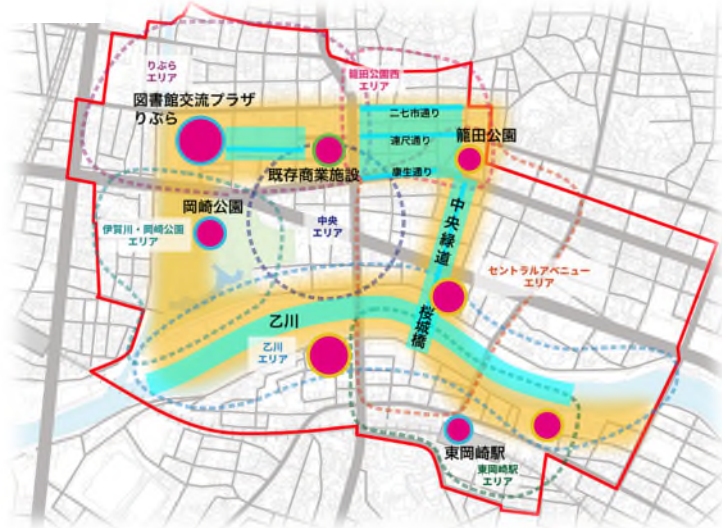 りぶら
エリア
籠田公園西
エリア
図書館交流プラザ
りぶら
二七市通り
連尺通り
康生通り
籠田公園
既存商業施設
岡崎公園
中央
エリア
伊賀川・岡崎公園
エリア
中央緑道
セントラルアベニュー
エリア
桜城橋
乙川
乙川
エリア
東岡崎駅
東岡崎駅
エリア